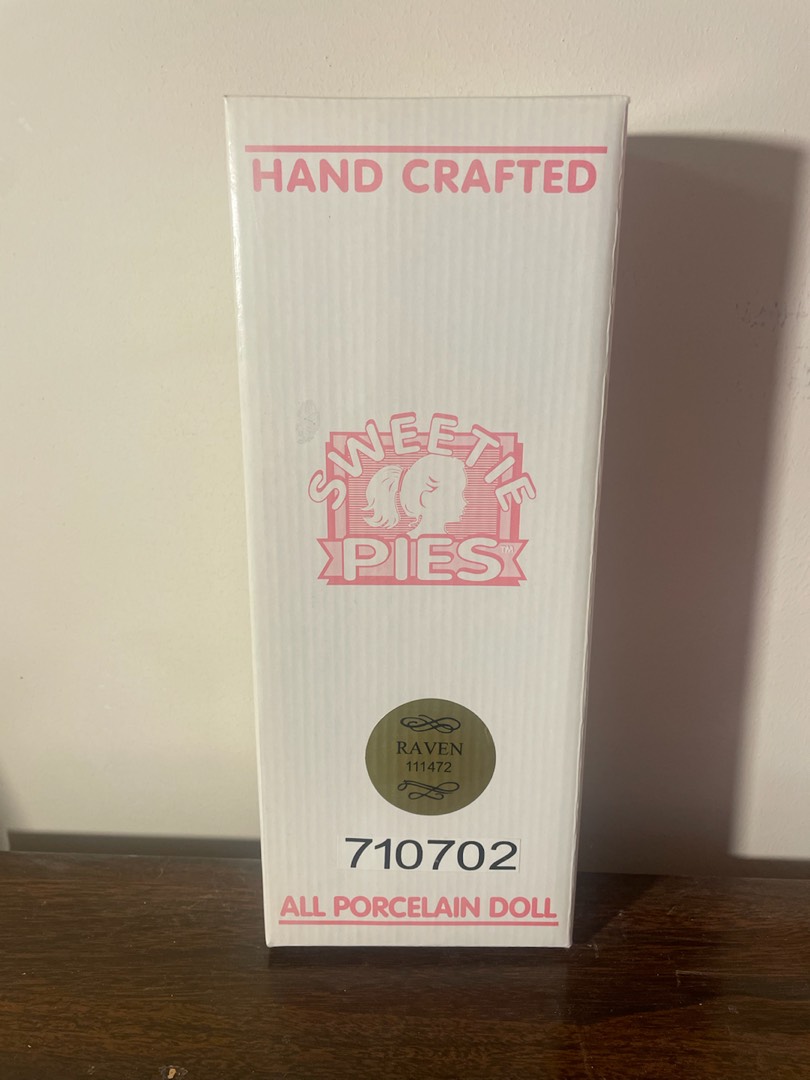 HAND CRAFTED
SWEETIE
PIES™
RAVEN
111472
710702
ALL PORCELAIN DOLL